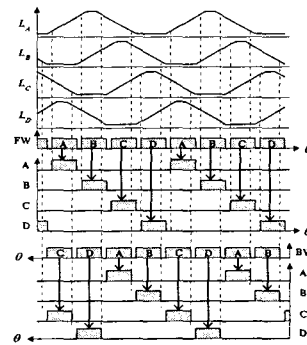 L_A
L_B
L_C
L_D
FW A B C D A B C D θ
A
B
C
D θ
θ C D A B C D A B BW
A
B
C
θ D